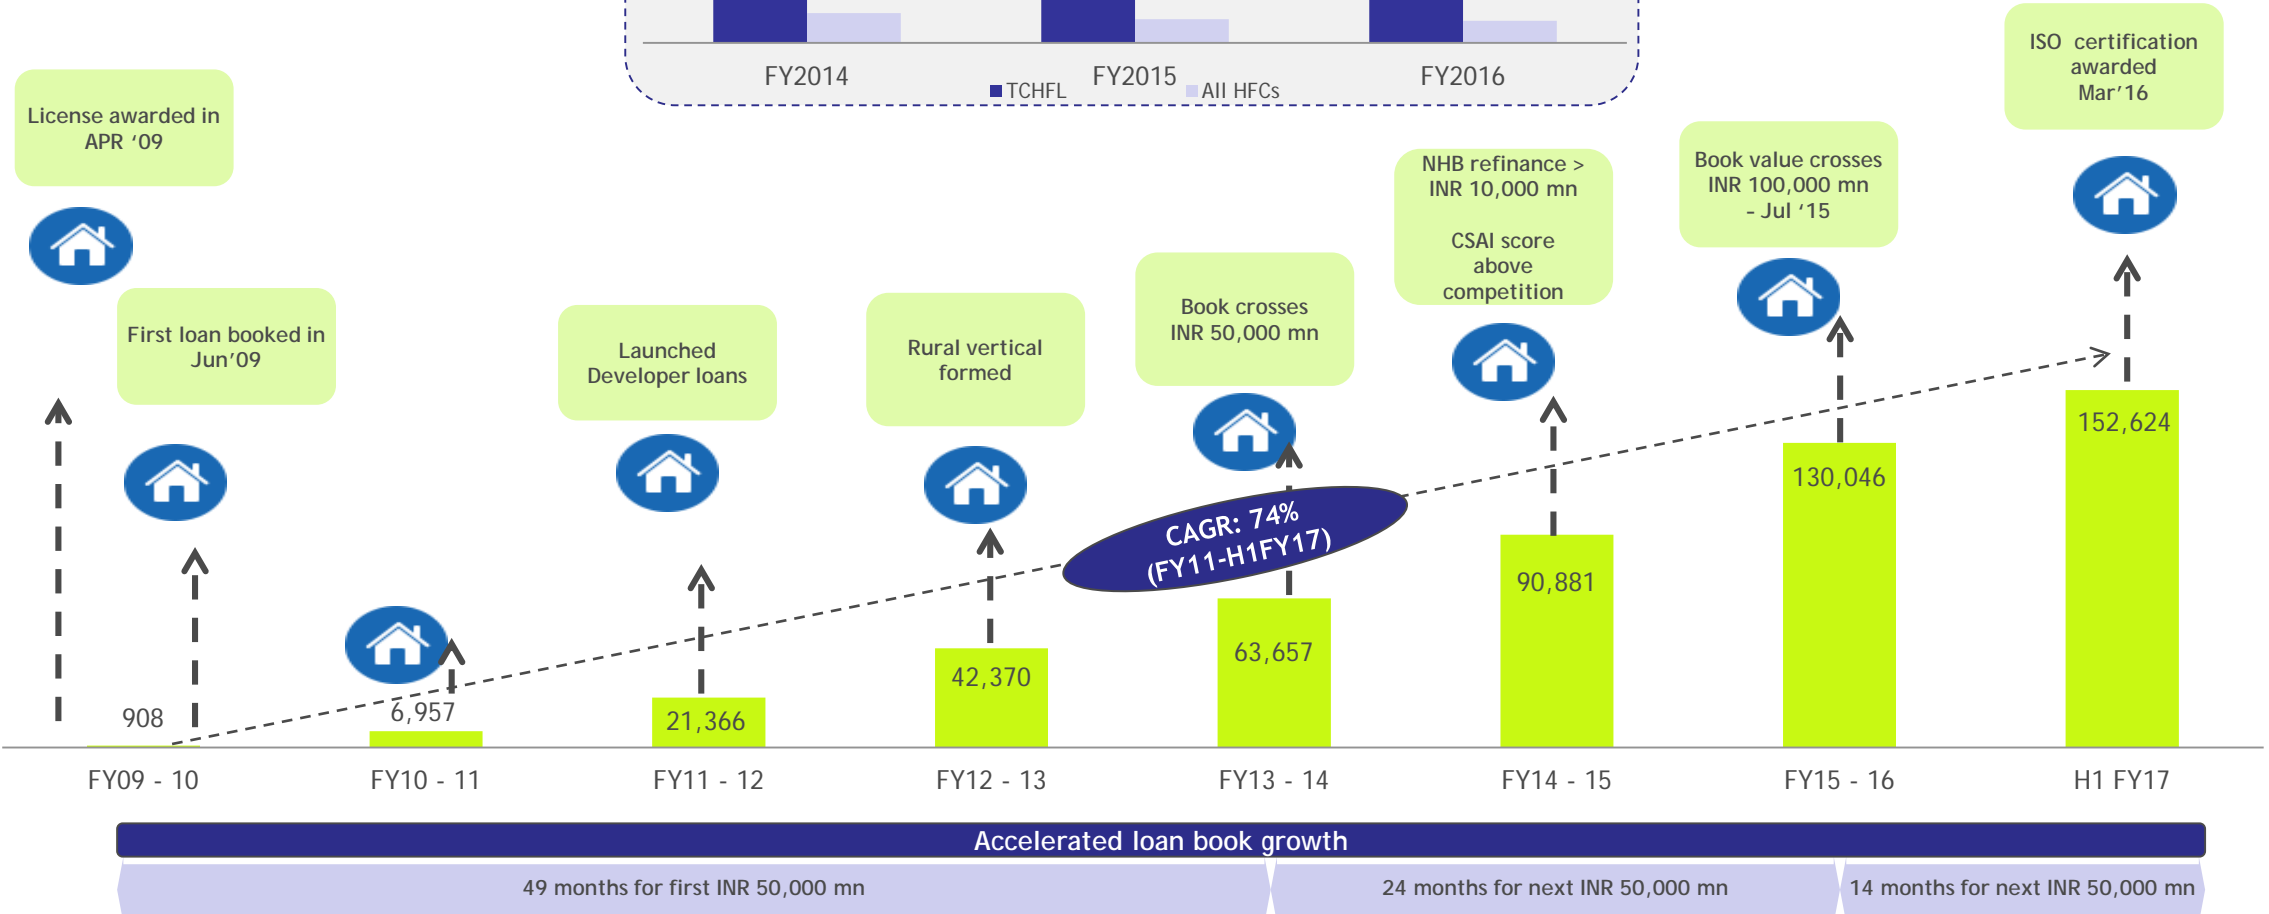 FY2014
FY2015
FY2016
TCHFL
All HFCs
License awarded in
APR ‘09
First loan booked in
Jun’09
Launched
Developer loans
Rural vertical
formed
Book crosses
INR 50,000 mn
NHB refinance >
INR 10,000 mn
CSAI score
above
competition
Book value crosses
INR 100,000 mn
– Jul ‘15
ISO certification
awarded
Mar’16
CAGR: 74%
(FY11-H1FY17)
908
6,957
21,366
42,370
63,657
90,881
130,046
152,624
FY09 - 10
FY10 - 11
FY11 - 12
FY12 - 13
FY13 - 14
FY14 - 15
FY15 - 16
H1 FY17
Accelerated loan book growth
49 months for first INR 50,000 mn
24 months for next INR 50,000 mn
14 months for next INR 50,000 mn